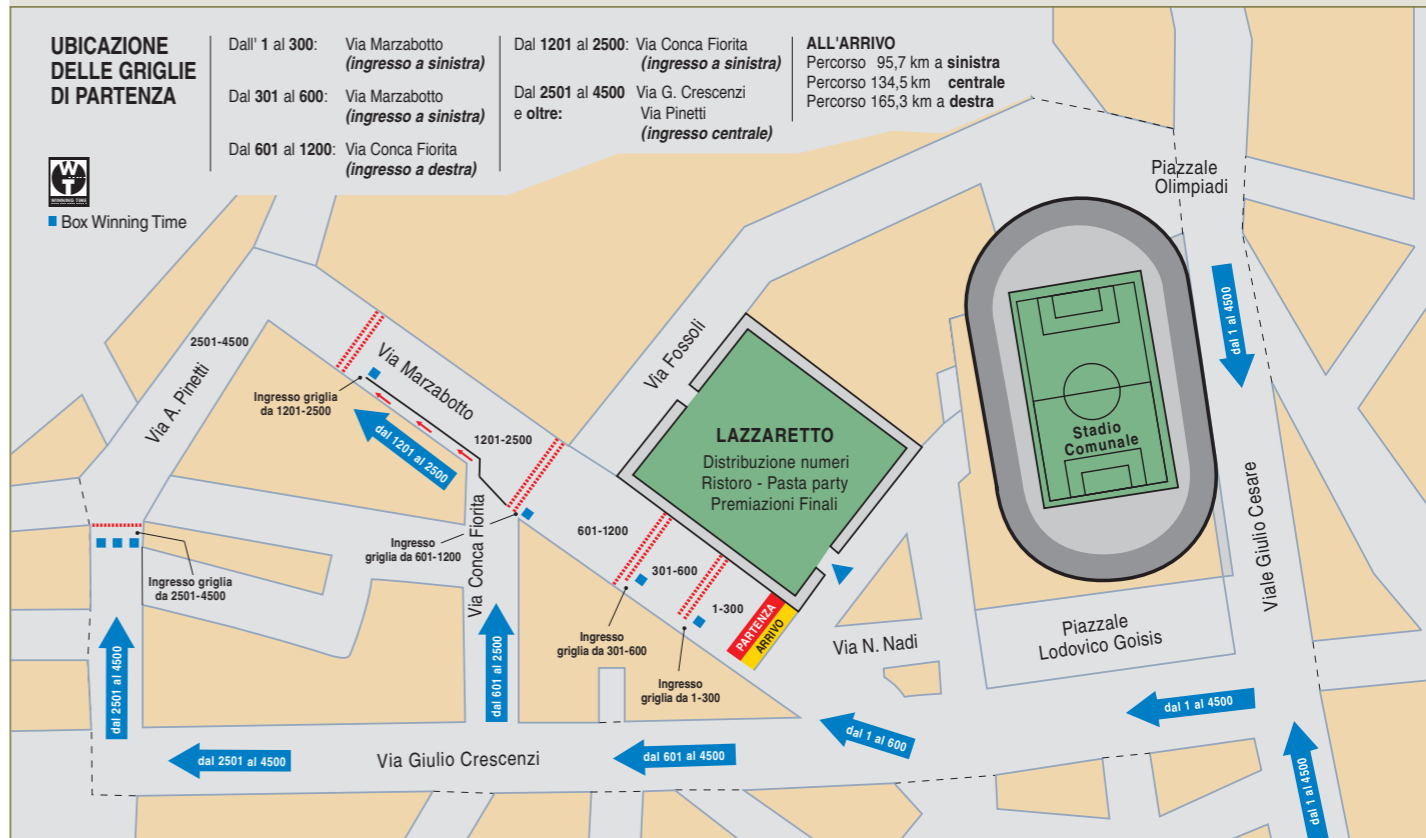 UBICAZIONE
DELLE GRIGLIE
DI PARTENZA
Dall' 1 al 300: Via Marzabotto
(ingresso a sinistra)
Dal 301 al 600: Via Marzabotto
(ingresso a sinistra)
Dal 601 al 1200: Via Conca Fiorita
(ingresso a destra)
Dal 1201 al 2500: Via Conca Fiorita
(ingresso a sinistra)
Dal 2501 al 4500 Via G. Crescenzi
e oltre: Via Pinetti
(ingresso centrale)
ALL'ARRIVO
Percorso 95,7 km a sinistra
Percorso 134,5 km centrale
Percorso 165,3 km a destra
WT
WINNING TIME
Box Winning Time
Piazzale
Olimpiadi
dal 1 al 4500
2501-4500
Via A. Pinetti
Via Marzabotto
Via Fossoli
Ingresso griglia
da 1201-2500
dal 1201 al 2500
1201-2500
LAZZARETTO
Distribuzione numeri
Ristoro - Pasta party
Premiazioni Finali
Stadio
Comunale
Viale Giulio Cesare
Ingresso
griglia da 601-1200
Via Conca Fiorita
601-1200
301-600
1-300
PARTENZA
ARRIVO
Ingresso griglia
da 2501-4500
Ingresso
griglia da 301-600
Ingresso
griglia da 1-300
Via N. Nadi
Piazzale
Lodovico Goisis
dal 2501 al 4500
dal 601 al 2500
dal 1 al 4500
dal 1 al 600
dal 601 al 4500
Via Giulio Crescenzi
dal 2501 al 4500
dal 1 al 4500